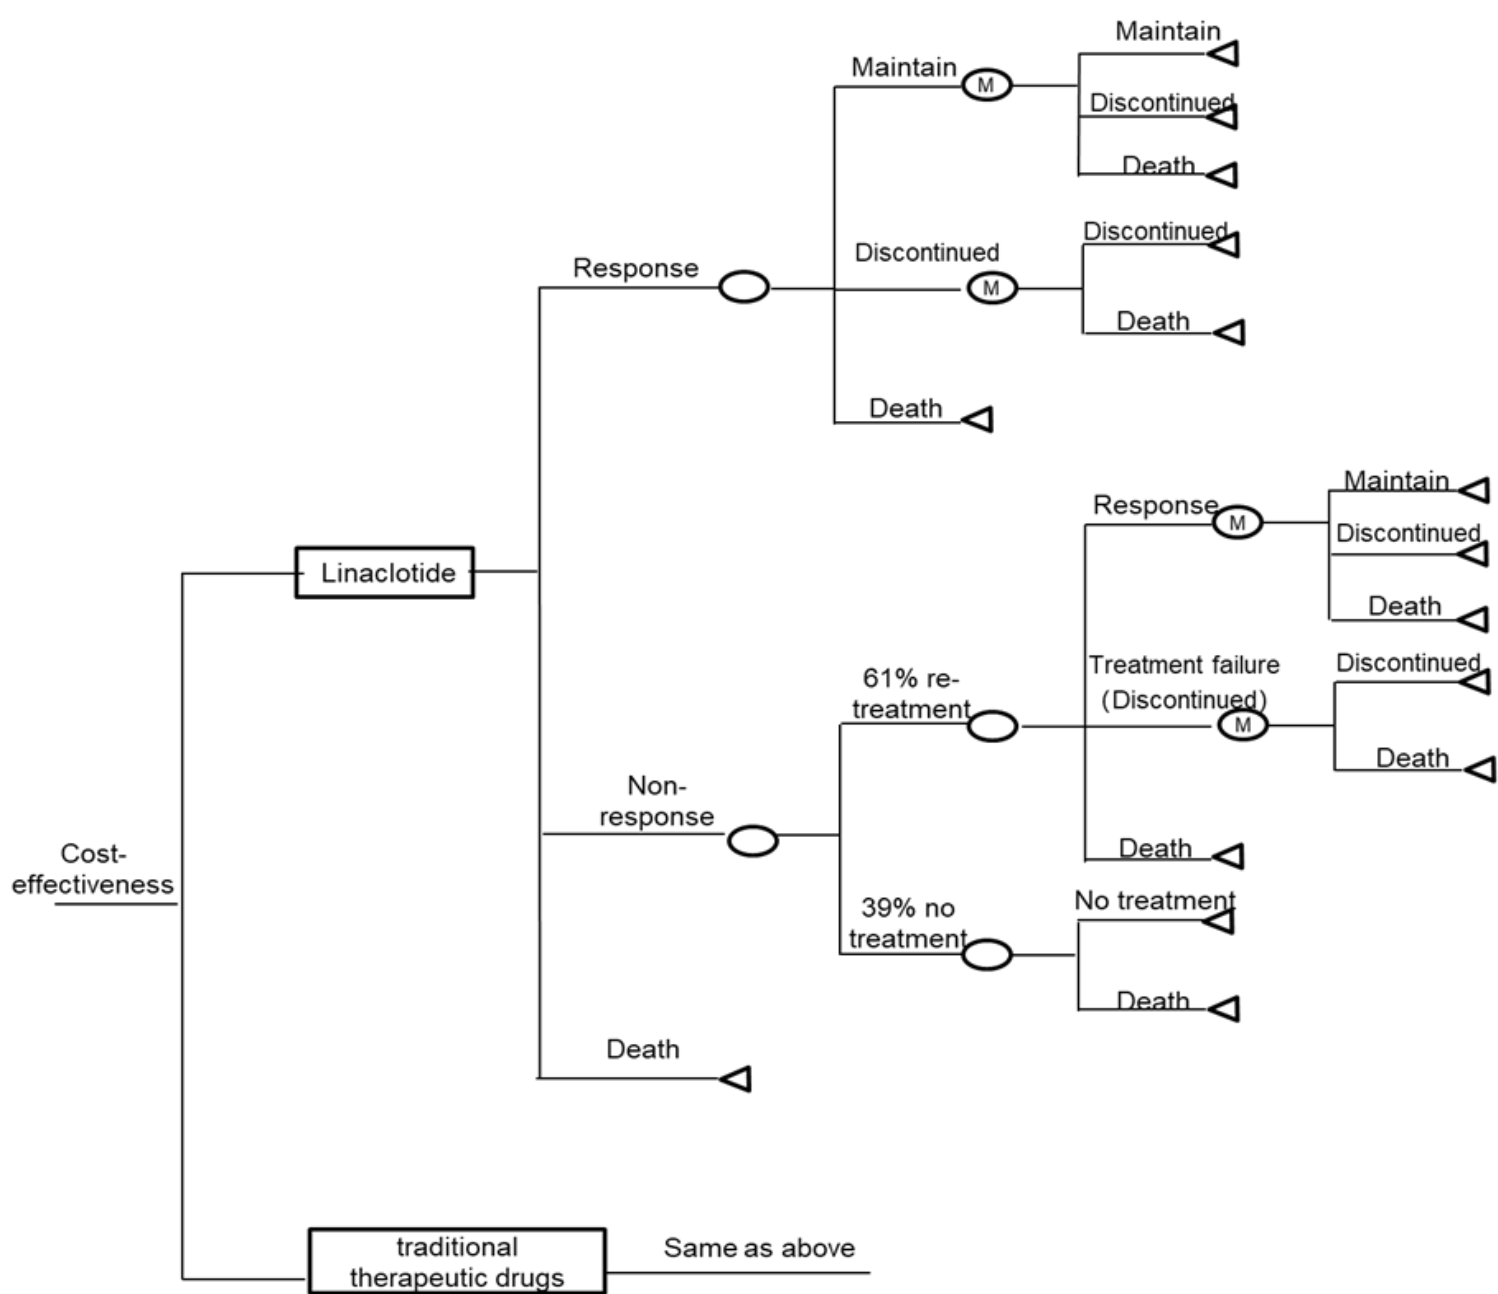 Maintain
Maintain
M
Discontinued
Death
Discontinued
Discontinued
M
Response
Death
Death
Maintain
Response
M
Discontinued
Linaclotide
Death
Treatment failure
(Discontinued)
Discontinued
61% re-
treatment
M
Death
Non-
response
Death
Cost-
effectiveness
No treatment
39% no
treatment
Death
Death
traditional
therapeutic drugs
Same as above